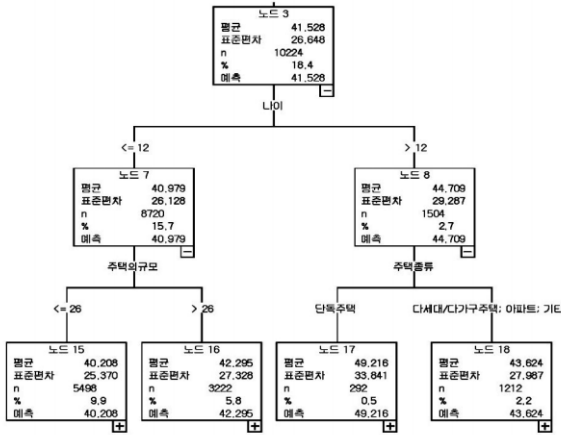 노드 3
평균 41,528
표준편차 26,648
n 10224
% 18,4
예측 41,528
나이
<= 12
> 12
노드 7
평균 40,979
표준편차 26,128
n 8720
% 15,7
예측 40,979
노드 8
평균 44,709
표준편차 29,287
n 1504
% 2,7
예측 44,709
주택의규모
주택종류
<= 26
> 26
단독주택
다세대/다가구주택; 아파트; 기타
노드 15
평균 40,208
표준편차 25,370
n 5498
% 9,9
예측 40,208
노드 16
평균 42,295
표준편차 27,328
n 3222
% 5,8
예측 42,295
노드 17
평균 49,216
표준편차 33,841
n 292
% 0,5
예측 49,216
노드 18
평균 43,624
표준편차 27,987
n 1212
% 2,2
예측 43,624